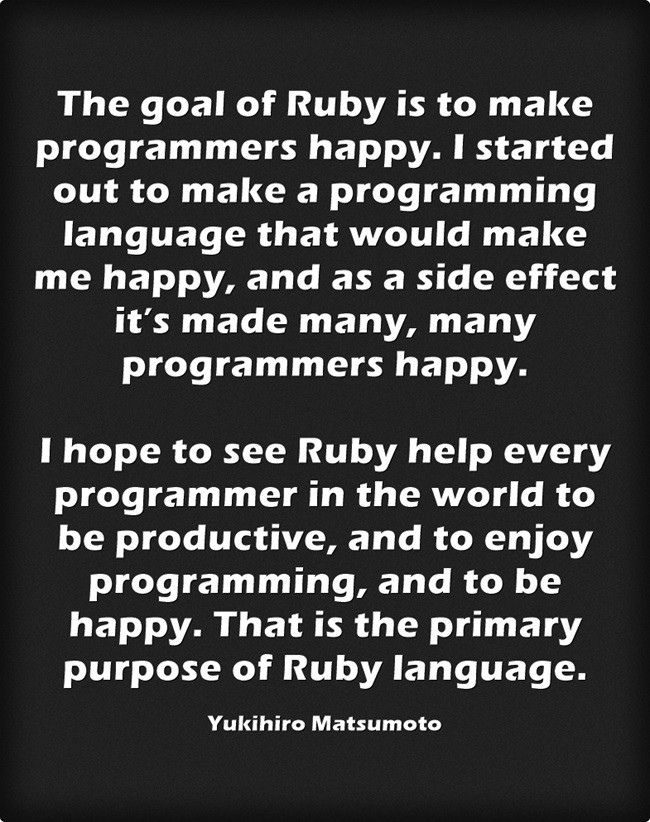 The goal of Ruby is to make
programmers happy. I started
out to make a programming
language that would make
me happy, and as a side effect
it’s made many, many
programmers happy.
I hope to see Ruby help every
programmer in the world to
be productive, and to enjoy
programming, and to be
happy. That is the primary
purpose of Ruby language.
Yukihiro Matsumoto